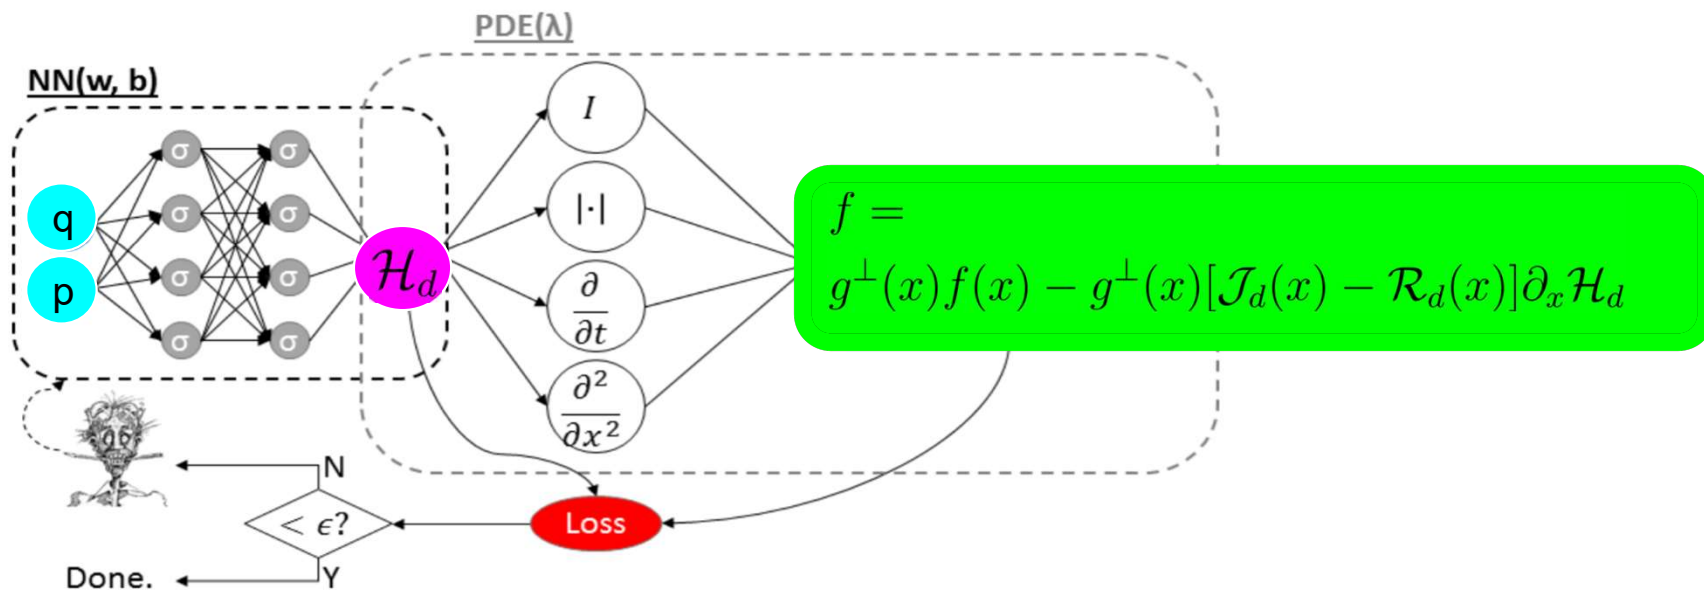 PDE(λ)
NN(w, b)
q
p
σ σ
σ σ
σ σ
σ σ
ℋ_d
I
|·|
∂/∂t
∂²/∂x²
f =
g^⊥(x)f(x) − g^⊥(x)[𝒥_d(x) − ℛ_d(x)]∂_xℋ_d
Loss
< ϵ?
N
Y
Done.